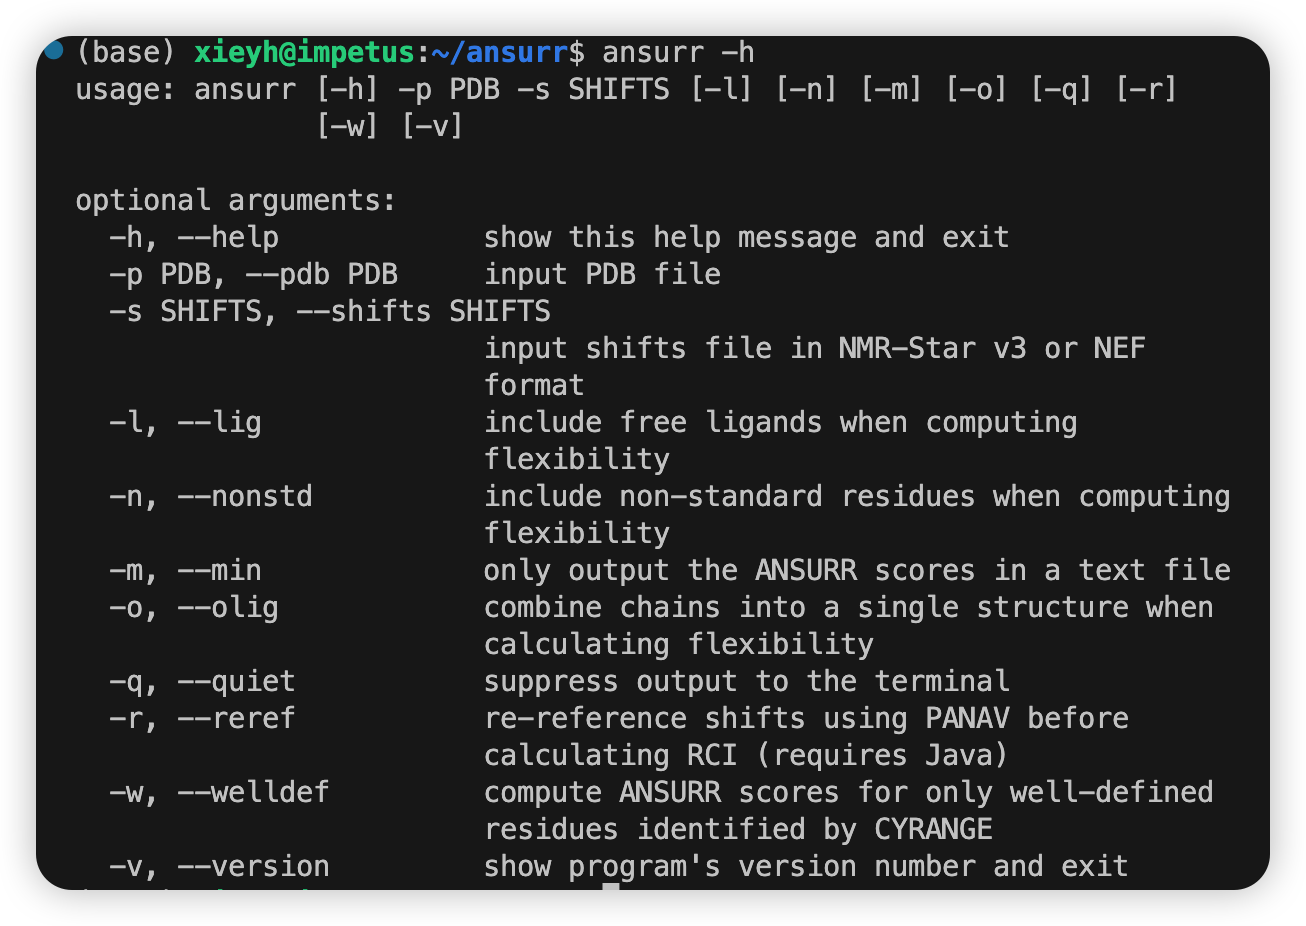 (base) xieyh@impetus:~/ansurr$ ansurr -h
usage: ansurr [-h] -p PDB -s SHIFTS [-l] [-n] [-m] [-o] [-q] [-r]
[-w] [-v]
optional arguments:
-h, --help show this help message and exit
-p PDB, --pdb PDB input PDB file
-s SHIFTS, --shifts SHIFTS
input shifts file in NMR-Star v3 or NEF
format
-l, --lig include free ligands when computing
flexibility
-n, --nonstd include non-standard residues when computing
flexibility
-m, --min only output the ANSURR scores in a text file
-o, --olig combine chains into a single structure when
calculating flexibility
-q, --quiet suppress output to the terminal
-r, --reref re-reference shifts using PANAV before
calculating RCI (requires Java)
-w, --welldef compute ANSURR scores for only well-defined
residues identified by CYRANGE
-v, --version show program's version number and exit